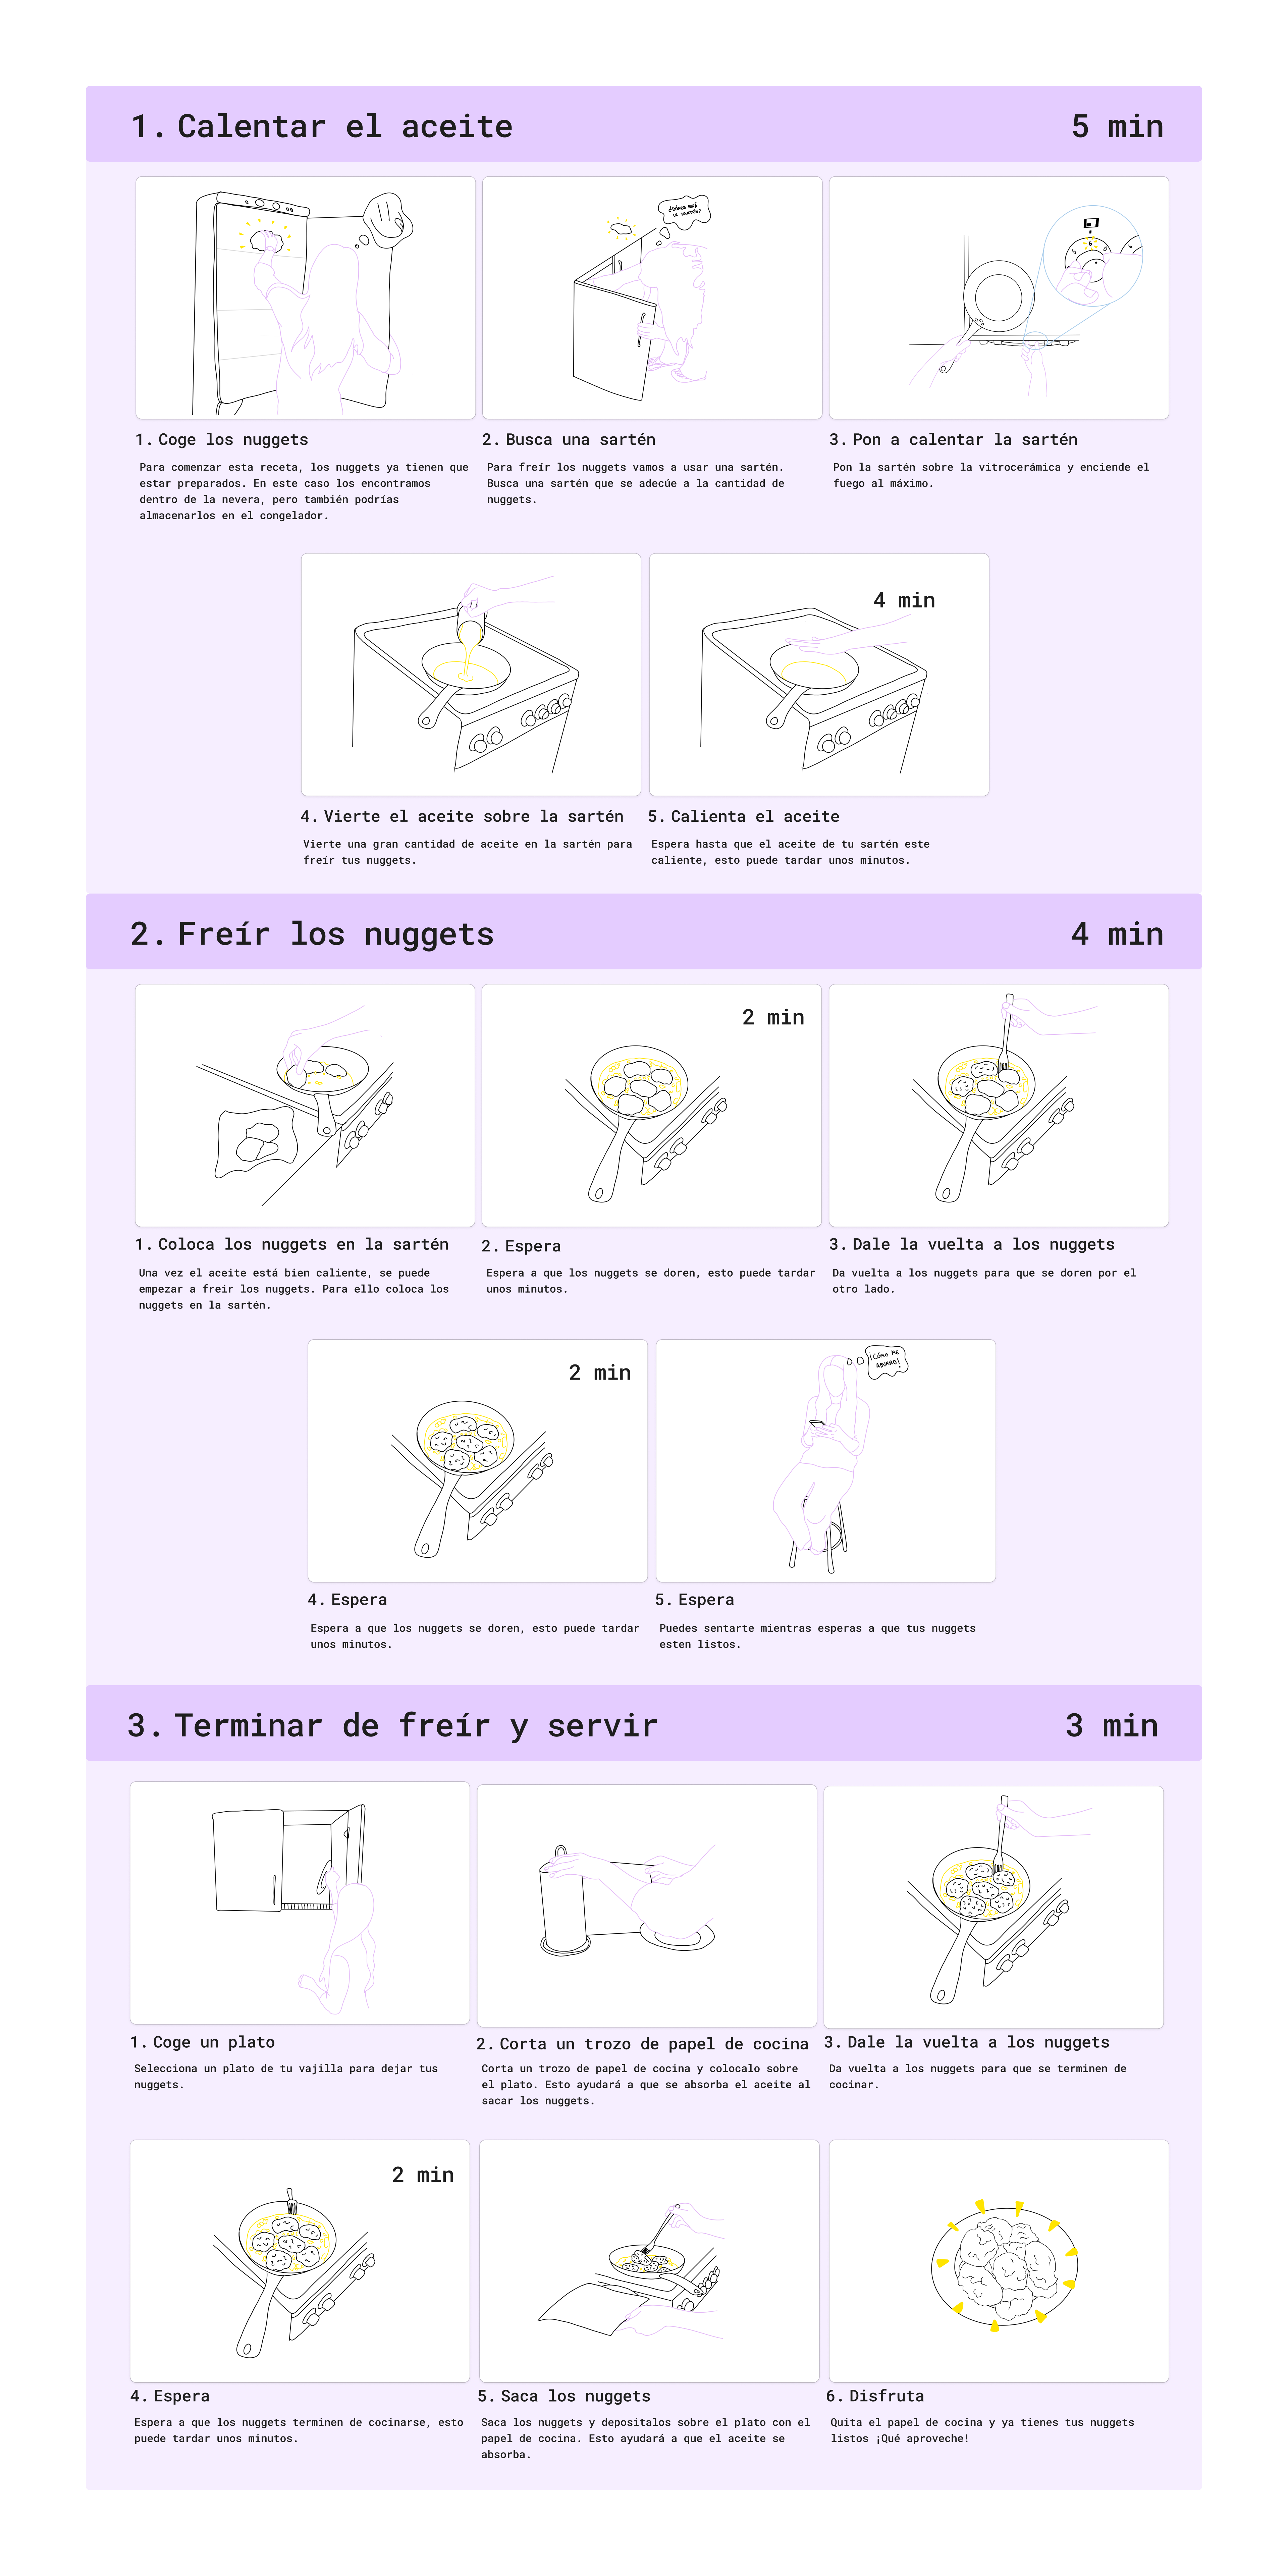 1. Calentar el aceite
5 min
¿DÓNDE ESTÁ
LA SARTÉN?
5 6 0
1. Coge los nuggets
Para comenzar esta receta, los nuggets ya tienen que
estar preparados. En este caso los encontramos
dentro de la nevera, pero también podrías
almacenarlos en el congelador.
2. Busca una sartén
Para freír los nuggets vamos a usar una sartén.
Busca una sartén que se adecúe a la cantidad de
nuggets.
3. Pon a calentar la sartén
Pon la sartén sobre la vitrocerámica y enciende el
fuego al máximo.
4 min
4. Vierte el aceite sobre la sartén
Vierte una gran cantidad de aceite en la sartén para
freír tus nuggets.
5. Calienta el aceite
Espera hasta que el aceite de tu sartén este
caliente, esto puede tardar unos minutos.
2. Freír los nuggets
4 min
2 min
1. Coloca los nuggets en la sartén
Una vez el aceite está bien caliente, se puede
empezar a freir los nuggets. Para ello coloca los
nuggets en la sartén.
2. Espera
Espera a que los nuggets se doren, esto puede tardar
unos minutos.
3. Dale la vuelta a los nuggets
Da vuelta a los nuggets para que se doren por el
otro lado.
2 min
¡CÓMO ME
ABURRO!
4. Espera
Espera a que los nuggets se doren, esto puede tardar
unos minutos.
5. Espera
Puedes sentarte mientras esperas a que tus nuggets
esten listos.
3. Terminar de freír y servir
3 min
1. Coge un plato
Selecciona un plato de tu vajilla para dejar tus
nuggets.
2. Corta un trozo de papel de cocina
Corta un trozo de papel de cocina y colocalo sobre
el plato. Esto ayudará a que se absorba el aceite al
sacar los nuggets.
3. Dale la vuelta a los nuggets
Da vuelta a los nuggets para que se terminen de
cocinar.
2 min
4. Espera
Espera a que los nuggets terminen de cocinarse, esto
puede tardar unos minutos.
5. Saca los nuggets
Saca los nuggets y depositalos sobre el plato con el
papel de cocina. Esto ayudará a que el aceite se
absorba.
6. Disfruta
Quita el papel de cocina y ya tienes tus nuggets
listos ¡Qué aproveche!